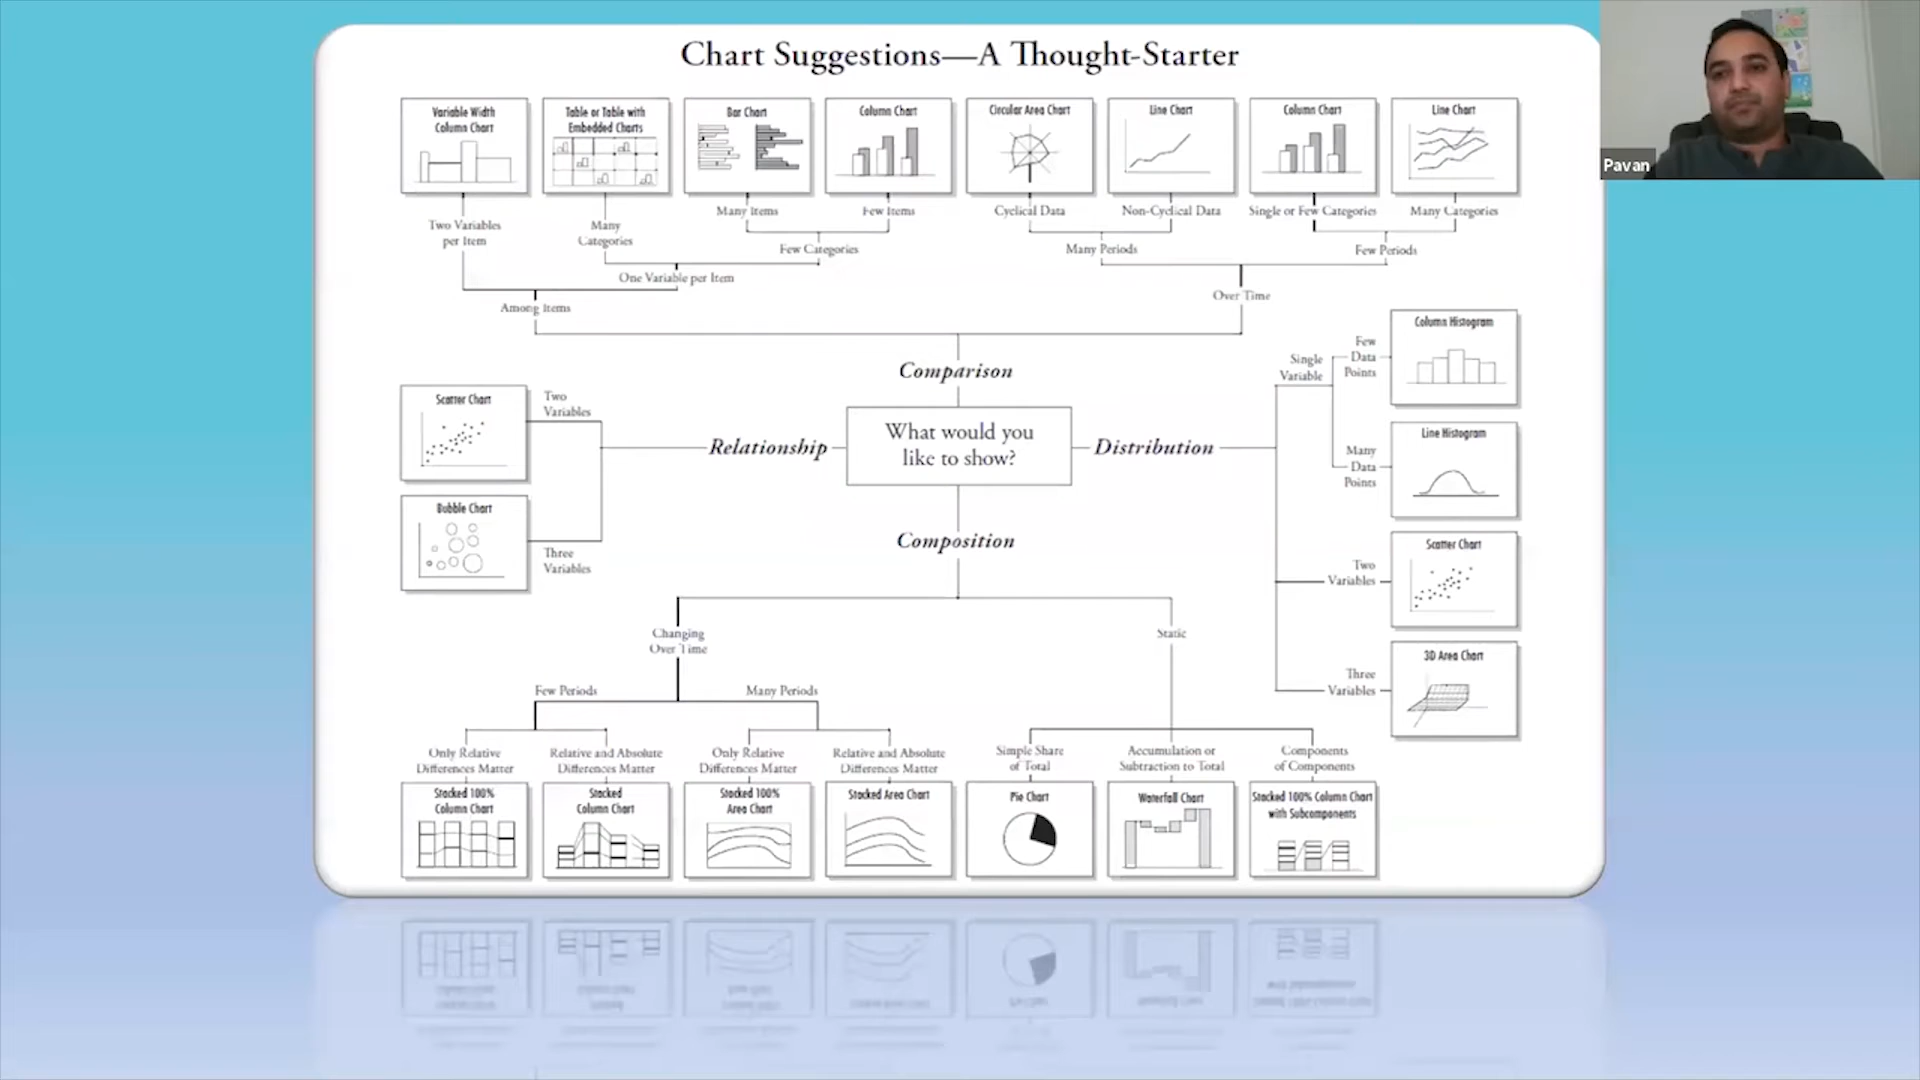 Chart Suggestions—A Thought-Starter
Variable Width
Column Chart
Table or Table with
Embedded Charts
Bar Chart
Column Chart
Circular Area Chart
Line Chart
Column Chart
Line Chart
Two Variables
per Item
Many
Categories
Many Items
Few Items
Cyclical Data
Non-Cyclical Data
Single or Few Categories
Many Categories
Few Categories
Many Periods
Few Periods
One Variable per Item
Among Items
Over Time
Comparison
Relationship
What would you
like to show?
Distribution
Composition
Scatter Chart
Two
Variables
Bubble Chart
Three
Variables
Single
Variable
Few
Data
Points
Column Histogram
Many
Data
Points
Line Histogram
Two
Variables
Scatter Chart
Three
Variables
3D Area Chart
Changing
Over Time
Static
Few Periods
Many Periods
Only Relative
Differences Matter
Relative and Absolute
Differences Matter
Only Relative
Differences Matter
Relative and Absolute
Differences Matter
Simple Share
of Total
Accumulation or
Subtraction to Total
Components
of Components
Stacked 100%
Column Chart
Stacked
Column Chart
Stacked 100%
Area Chart
Stacked Area Chart
Pie Chart
Waterfall Chart
Stacked 100% Column Chart
with Subcomponents
Pavan